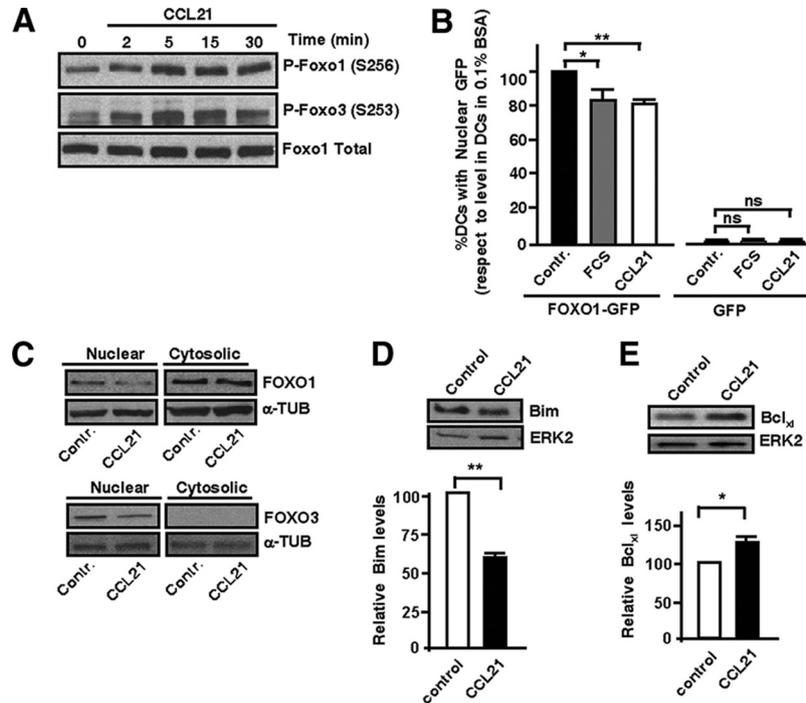 A
CCL21
0 2 5 15 30 Time (min)
P-Foxo1 (S256)
P-Foxo3 (S253)
Foxo1 Total
B
%DCs with Nuclear GFP
(respect to level in DCs in 0.1% BSA)
100
80
60
40
20
0
**
*
ns
ns
Contr. FCS CCL21 Contr. FCS CCL21
FOXO1-GFP GFP
C
Nuclear Cytosolic
FOXO1
α-TUB
Contr. CCL21 Contr. CCL21
Nuclear Cytosolic
FOXO3
α-TUB
Contr. CCL21 Contr. CCL21
D
Control CCL21
Bim
ERK2
**
Relative Bim levels
100
75
50
25
0
control CCL21
E
Control CCL21
Bclxl
ERK2
*
Relative Bclxl levels
150
100
50
0
control CCL21